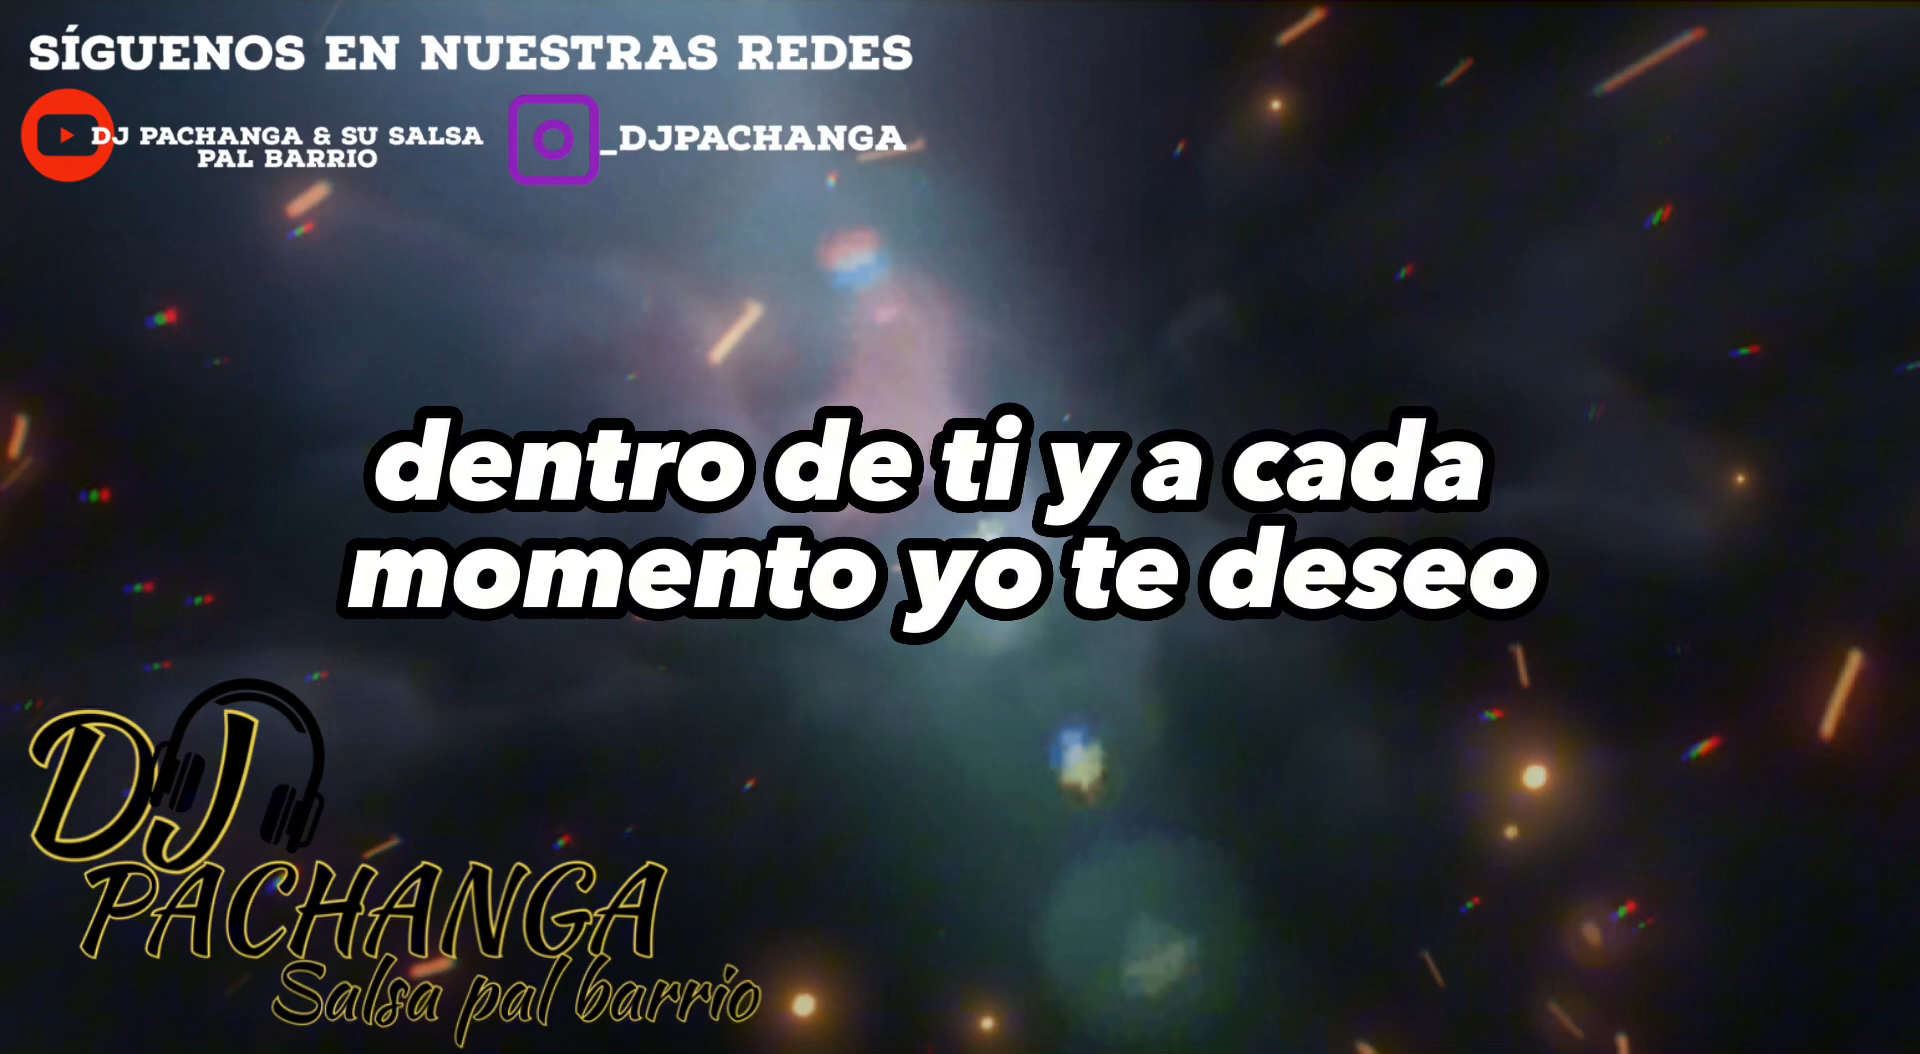 SÍGUENOS EN NUESTRAS REDES
DJ PACHANGA & SU SALSA
PAL BARRIO
_DJPACHANGA
dentro de ti y a cada
momento yo te deseo
DJ
PACHANGA
Salsa pal barrio